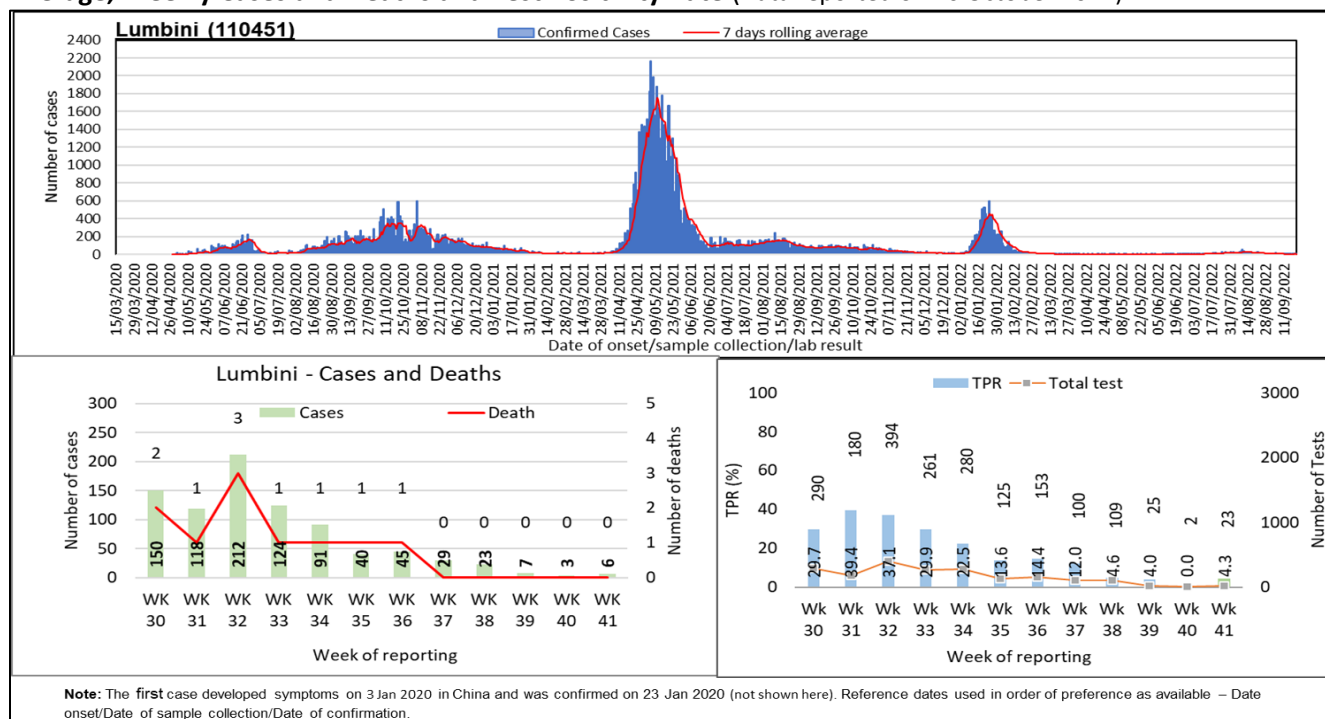 Lumbini (110451)
Confirmed Cases 7 days rolling average
Number of cases
2400
2200
2000
1800
1600
1400
1200
1000
800
600
400
200
0
15/03/2020 29/03/2020 12/04/2020 26/04/2020 10/05/2020 24/05/2020 07/06/2020 21/06/2020 05/07/2020 19/07/2020 02/08/2020 16/08/2020 30/08/2020 13/09/2020 27/09/2020 11/10/2020 25/10/2020 08/11/2020 22/11/2020 06/12/2020 20/12/2020 03/01/2021 17/01/2021 31/01/2021 14/02/2021 28/02/2021 14/03/2021 28/03/2021 11/04/2021 25/04/2021 09/05/2021 23/05/2021 06/06/2021 20/06/2021 04/07/2021 18/07/2021 01/08/2021 15/08/2021 29/08/2021 12/09/2021 26/09/2021 10/10/2021 24/10/2021 07/11/2021 21/11/2021 05/12/2021 19/12/2021 02/01/2022 16/01/2022 30/01/2022 13/02/2022 27/02/2022 13/03/2022 27/03/2022 10/04/2022 24/04/2022 08/05/2022 22/05/2022 05/06/2022 19/06/2022 03/07/2022 17/07/2022 31/07/2022 14/08/2022 28/08/2022 11/09/2022
Date of onset/sample collection/lab result
Lumbini - Cases and Deaths
Cases Death
Number of cases
300
250
200
150
100
50
0
2 1 3 1 1 1 1 0 0 0 0 0
150 118 212 124 91 40 45 29 23 7 3 6
5
4
3
2
1
0
Number of deaths
WK WK WK WK WK WK WK WK WK WK WK WK
30 31 32 33 34 35 36 37 38 39 40 41
Week of reporting
TPR Total test
TPR (%)
100
80
60
40
20
0
290 180 394 261 280 125 153 100 109 25 2 23
29.7 39.4 37.1 29.9 22.5 13.6 14.4 12.0 4.6 4.0 0.0 4.3
3000
2000
1000
0
Number of Tests
Wk Wk Wk Wk Wk Wk Wk Wk Wk Wk Wk Wk
30 31 32 33 34 35 36 37 38 39 40 41
Week of reporting
Note: The first case developed symptoms on 3 Jan 2020 in China and was confirmed on 23 Jan 2020 (not shown here). Reference dates used in order of preference as available – Date
onset/Date of sample collection/Date of confirmation.